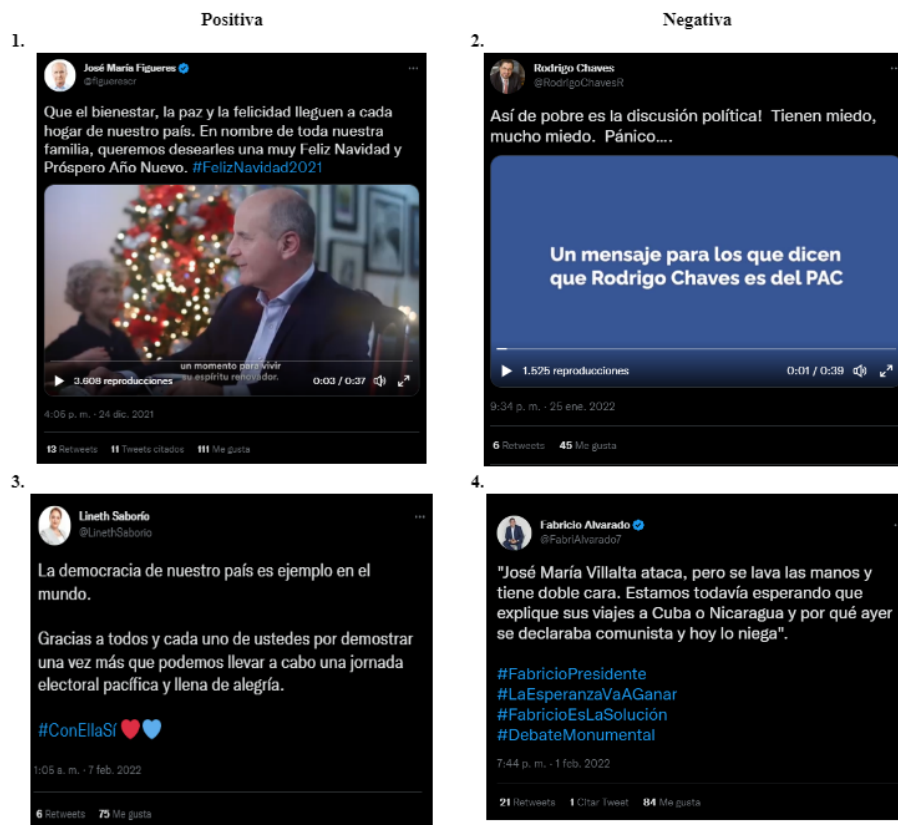 Positiva
Negativa
1.
José María Figueres
@figuerescr
Que el bienestar, la paz y la felicidad lleguen a cada
hogar de nuestro país. En nombre de toda nuestra
familia, queremos desearles una muy Feliz Navidad y
Próspero Año Nuevo. #FelizNavidad2021
un momento para vivir
su espíritu renovador.
3.608 reproducciones
0:03 / 0:37
4:06 p. m. · 24 dic. 2021
13 Retweets 11 Tweets citados 111 Me gusta
2.
Rodrigo Chaves
@RodrigoChavesR
Así de pobre es la discusión política! Tienen miedo,
mucho miedo. Pánico....
Un mensaje para los que dicen
que Rodrigo Chaves es del PAC
1.525 reproducciones
0:01 / 0:39
9:34 p. m. · 25 ene. 2022
6 Retweets 45 Me gusta
3.
Lineth Saborío
@LinethSaborio
La democracia de nuestro país es ejemplo en el
mundo.
Gracias a todos y cada uno de ustedes por demostrar
una vez más que podemos llevar a cabo una jornada
electoral pacífica y llena de alegría.
#ConEllaSí
1:05 a. m. · 7 feb. 2022
6 Retweets 75 Me gusta
4.
Fabricio Alvarado
@FabriAlvarado7
"José María Villalta ataca, pero se lava las manos y
tiene doble cara. Estamos todavía esperando que
explique sus viajes a Cuba o Nicaragua y por qué ayer
se declaraba comunista y hoy lo niega".
#FabricioPresidente
#LaEsperanzaVaAGanar
#FabricioEsLaSolución
#DebateMonumental
7:44 p. m. · 1 feb. 2022
21 Retweets 1 Citar Tweet 84 Me gusta